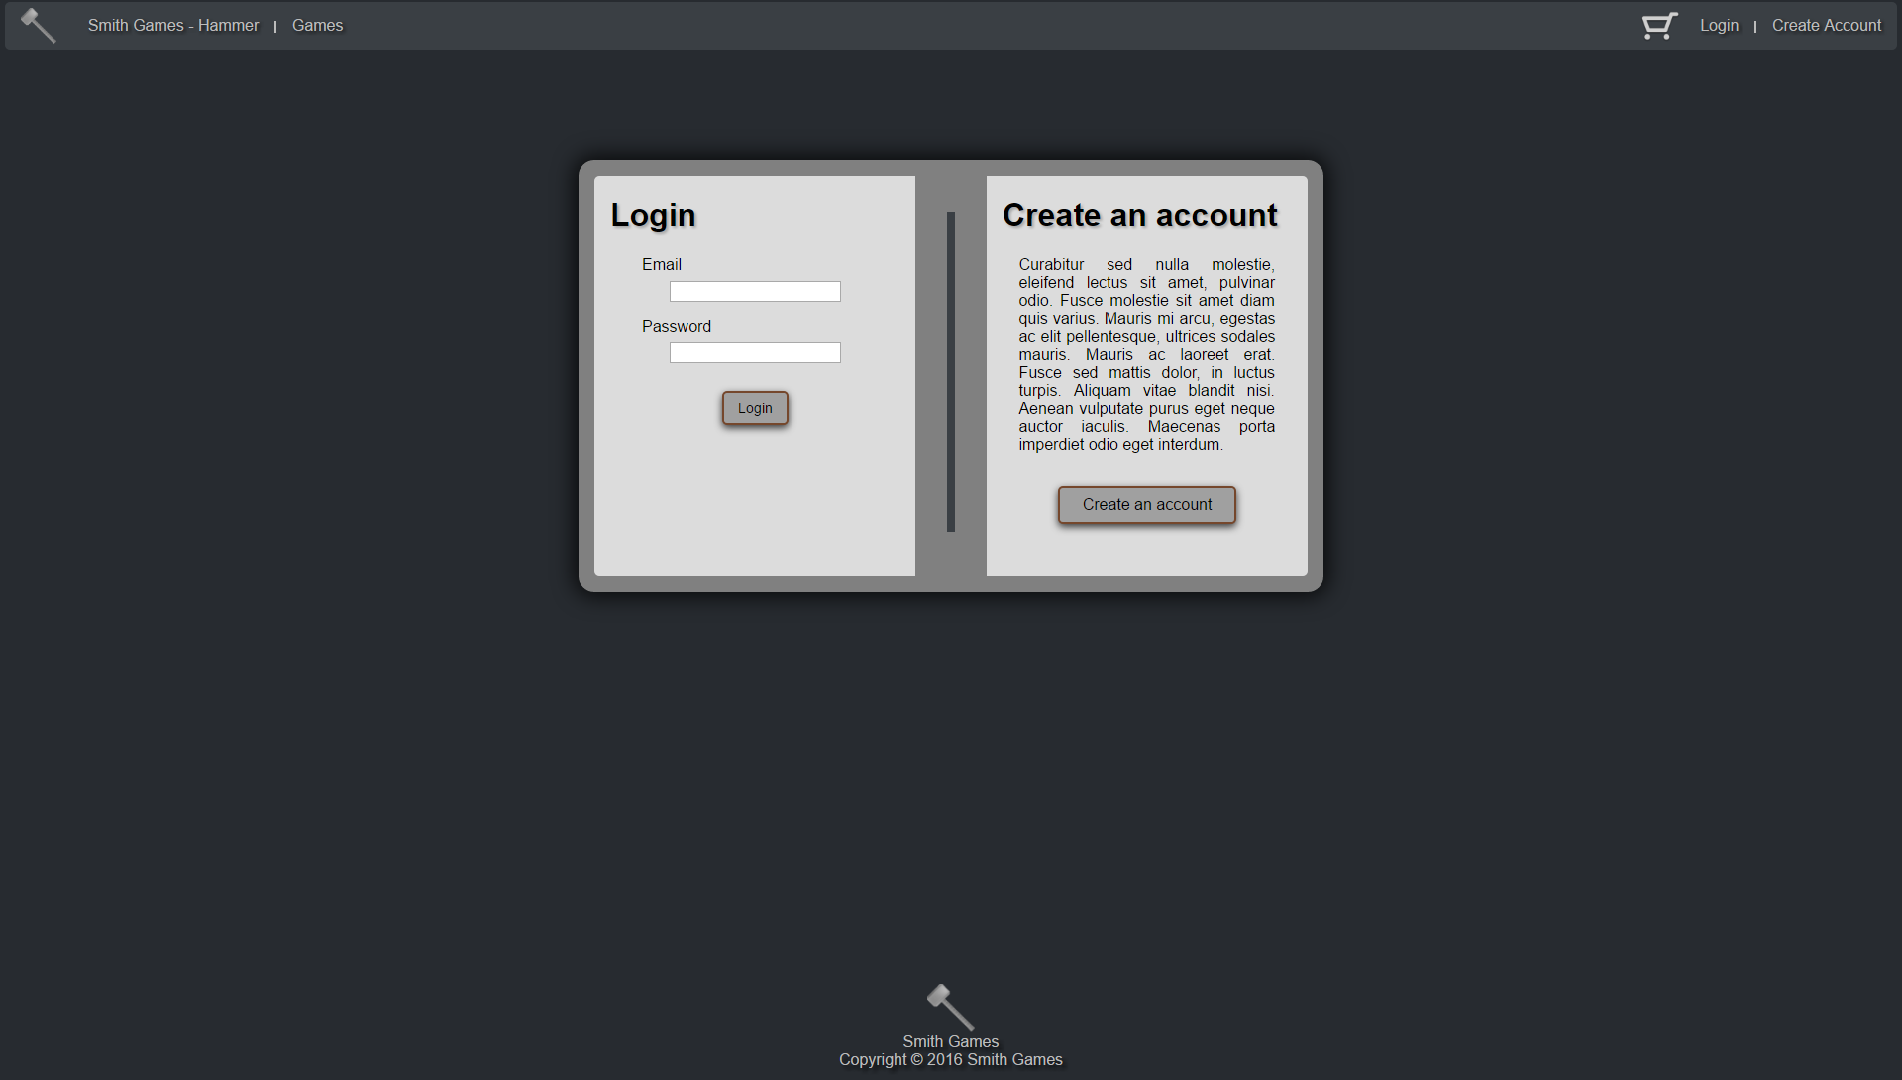 Smith Games - Hammer | Games
Login | Create Account
Login
Email
Password
Login
Create an account
Curabitur sed nulla molestie,
eleifend lectus sit amet, pulvinar
odio. Fusce molestie sit amet diam
quis varius. Mauris mi arcu, egestas
ac elit pellentesque, ultrices sodales
mauris. Mauris ac laoreet erat.
Fusce sed mattis dolor, in luctus
turpis. Aliquam vitae blandit nisi.
Aenean vulputate purus eget neque
auctor iaculis. Maecenas porta
imperdiet odio eget interdum.
Create an account
Smith Games
Copyright © 2016 Smith Games